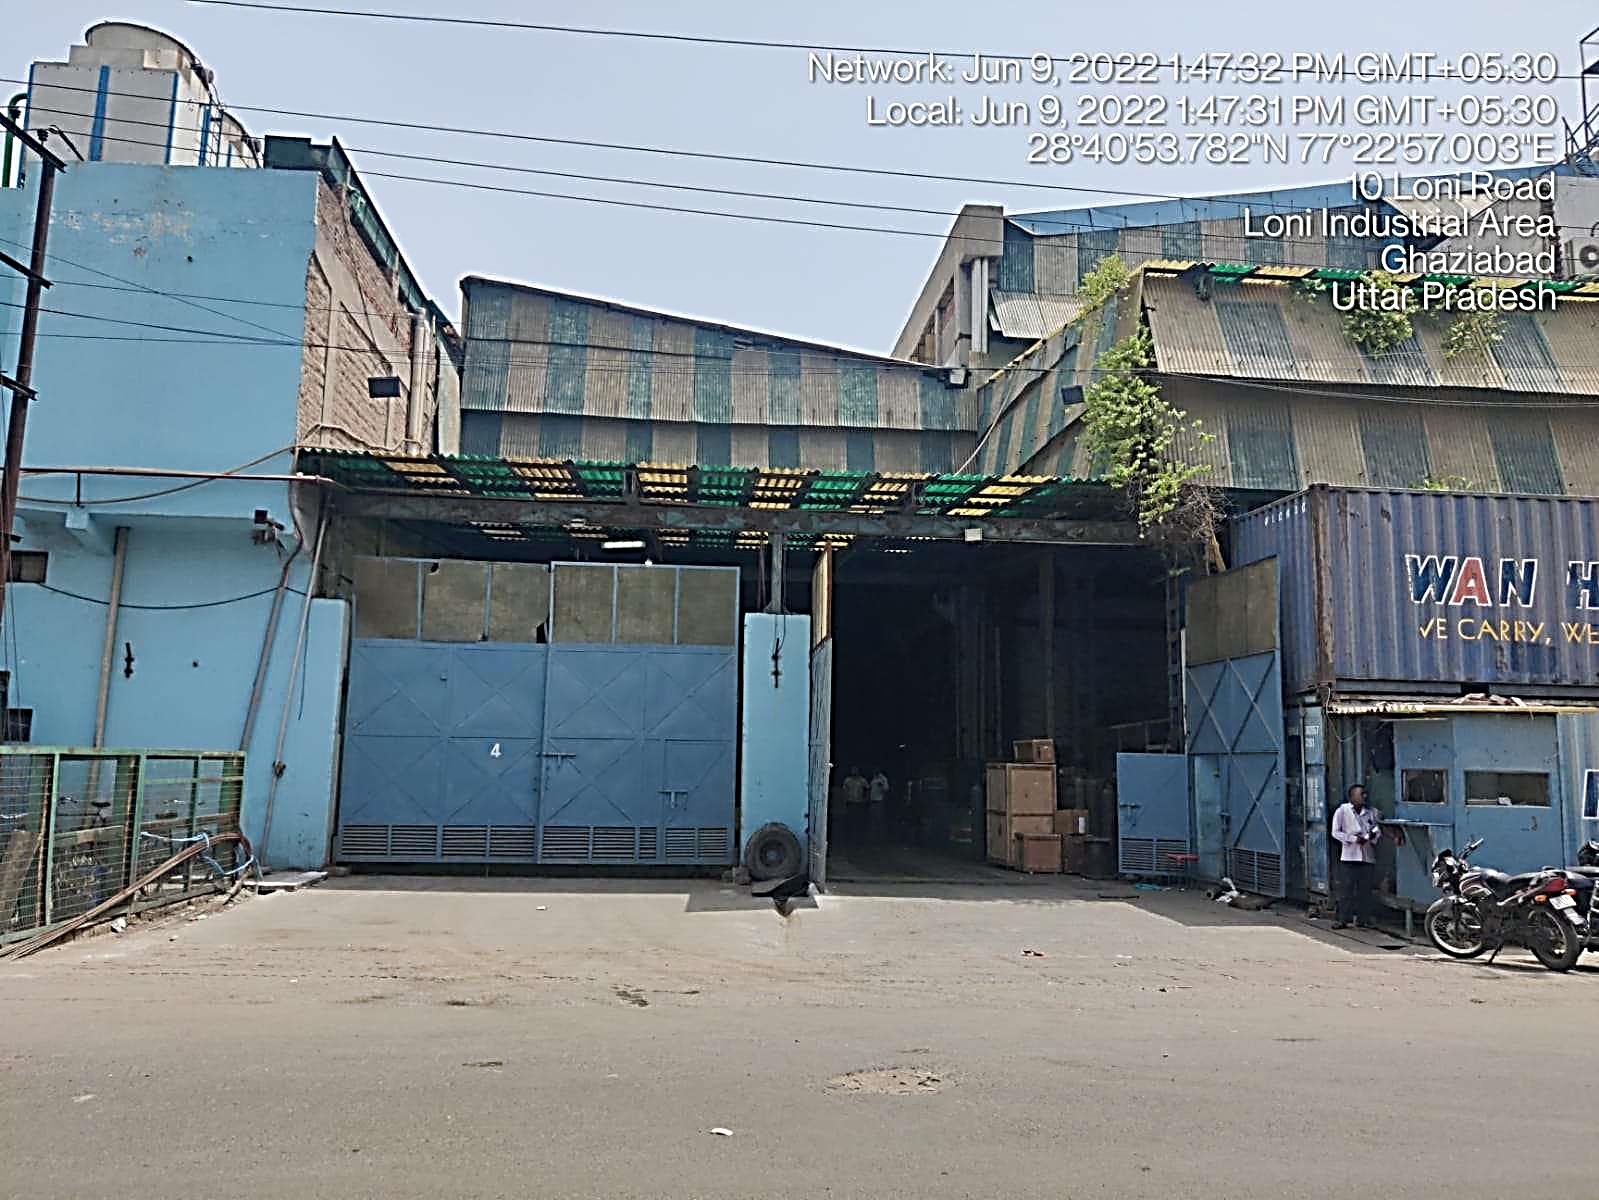 Network: Jun 9, 2022 1:47:32 PM GMT+05:30
Local: Jun 9, 2022 1:47:31 PM GMT+05:30
28°40'53.782"N 77°22'57.003"E
10 Loni Road
Loni Industrial Area
Ghaziabad
Uttar Pradesh
WAN H
WE CARRY, WE
4